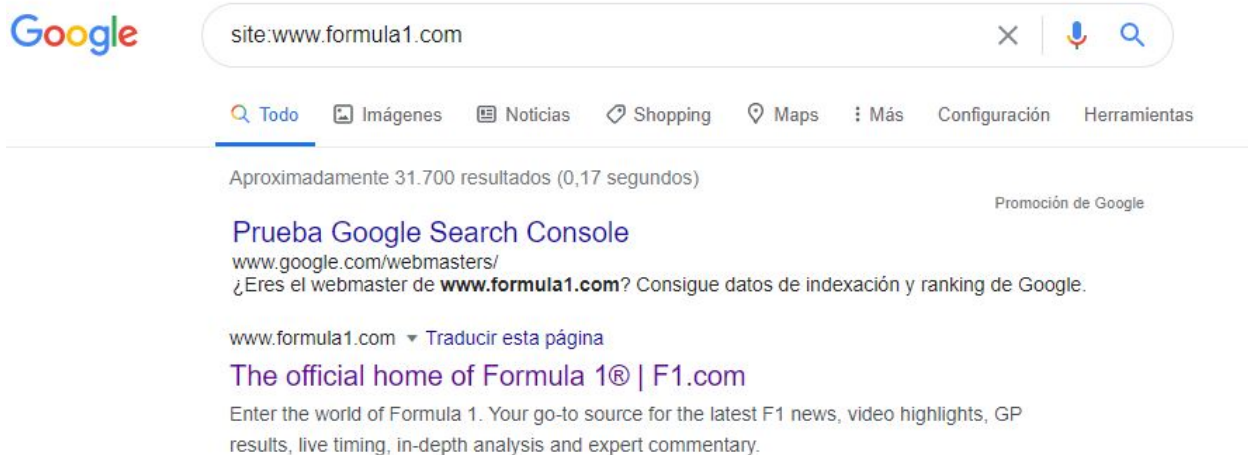 Google
site:www.formula1.com
Todo Imágenes Noticias Shopping Maps Más Configuración Herramientas
Aproximadamente 31.700 resultados (0,17 segundos)
Promoción de Google
Prueba Google Search Console
www.google.com/webmasters/
¿Eres el webmaster de www.formula1.com? Consigue datos de indexación y ranking de Google.
www.formula1.com Traducir esta página
The official home of Formula 1® | F1.com
Enter the world of Formula 1. Your go-to source for the latest F1 news, video highlights, GP
results, live timing, in-depth analysis and expert commentary.